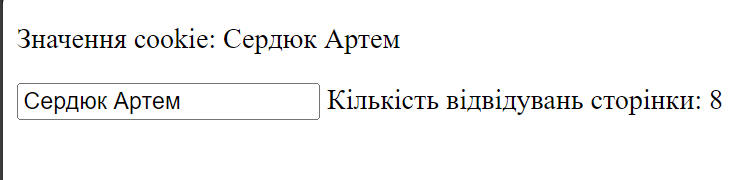 Значення cookie: Сердюк Артем
Сердюк Артем Кількість відвідувань сторінки: 8